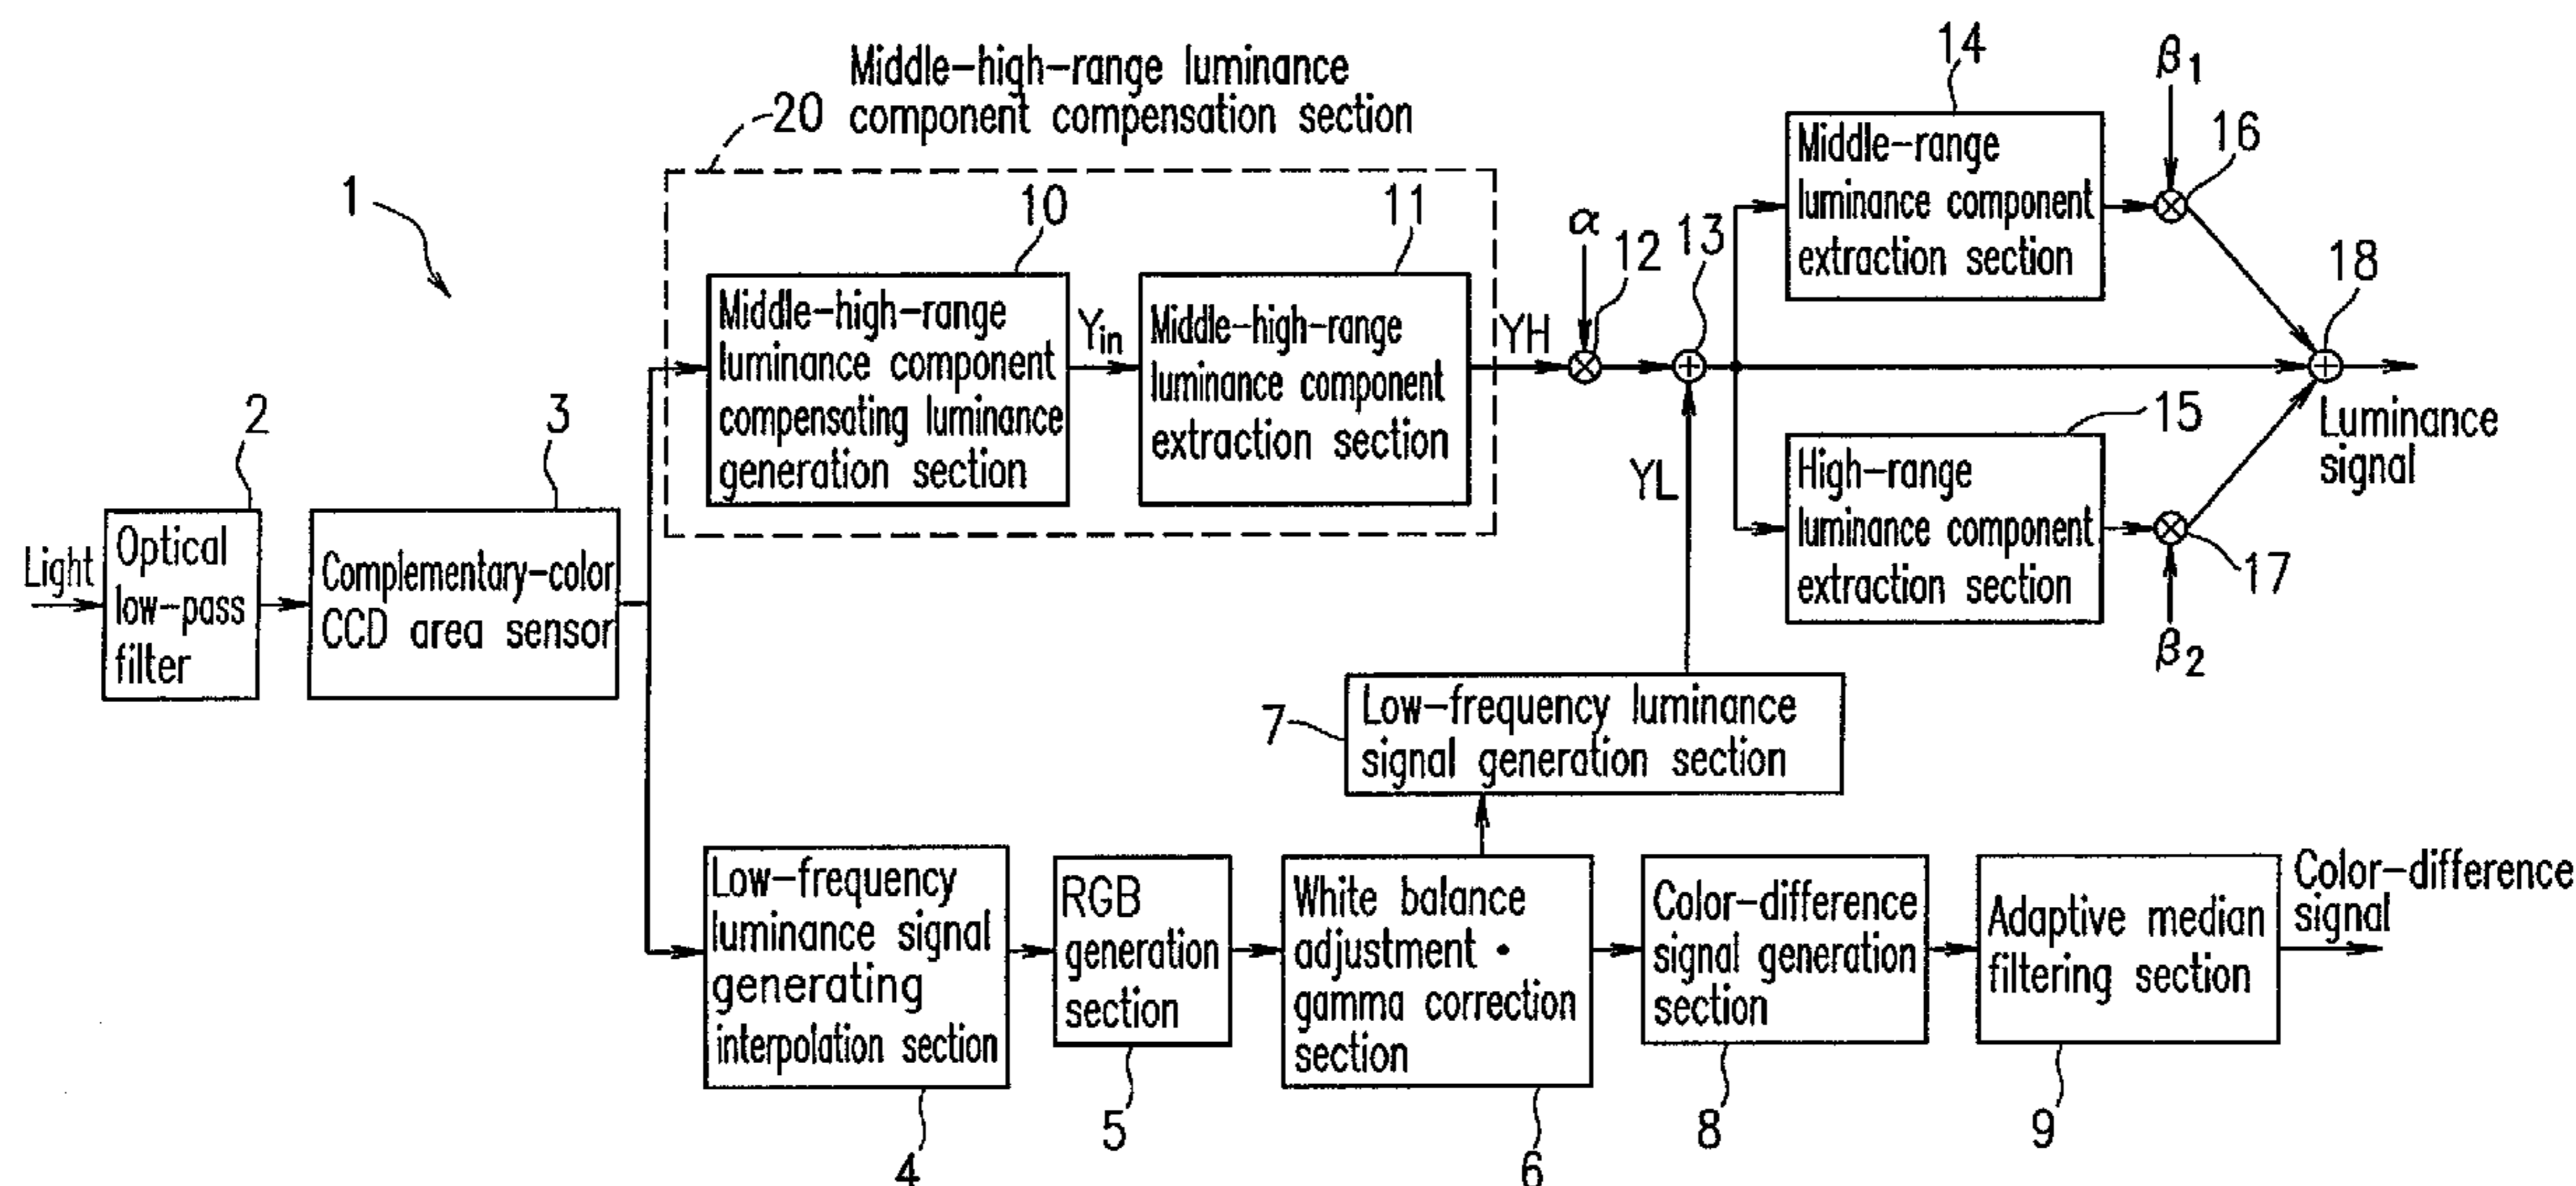 Middle-high-range luminance
component compensation section
20
1
10
11
Middle-high-range
luminance component
compensating luminance
generation section
Yin
Middle-high-range
luminance component
extraction section
YH
α
12
13
14
Middle-range
luminance component
extraction section
β1
16
18
Luminance
signal
15
High-range
luminance component
extraction section
17
β2
YL
2
3
Light
Optical
low-pass
filter
Complementary-color
CCD area sensor
7
Low-frequency luminance
signal generation section
Low-frequency
luminance signal
generating
interpolation section
4
RGB
generation
section
5
White balance
adjustment •
gamma correction
section
6
Color-difference
signal generation
section
8
Adaptive median
filtering section
9
Color-difference
signal